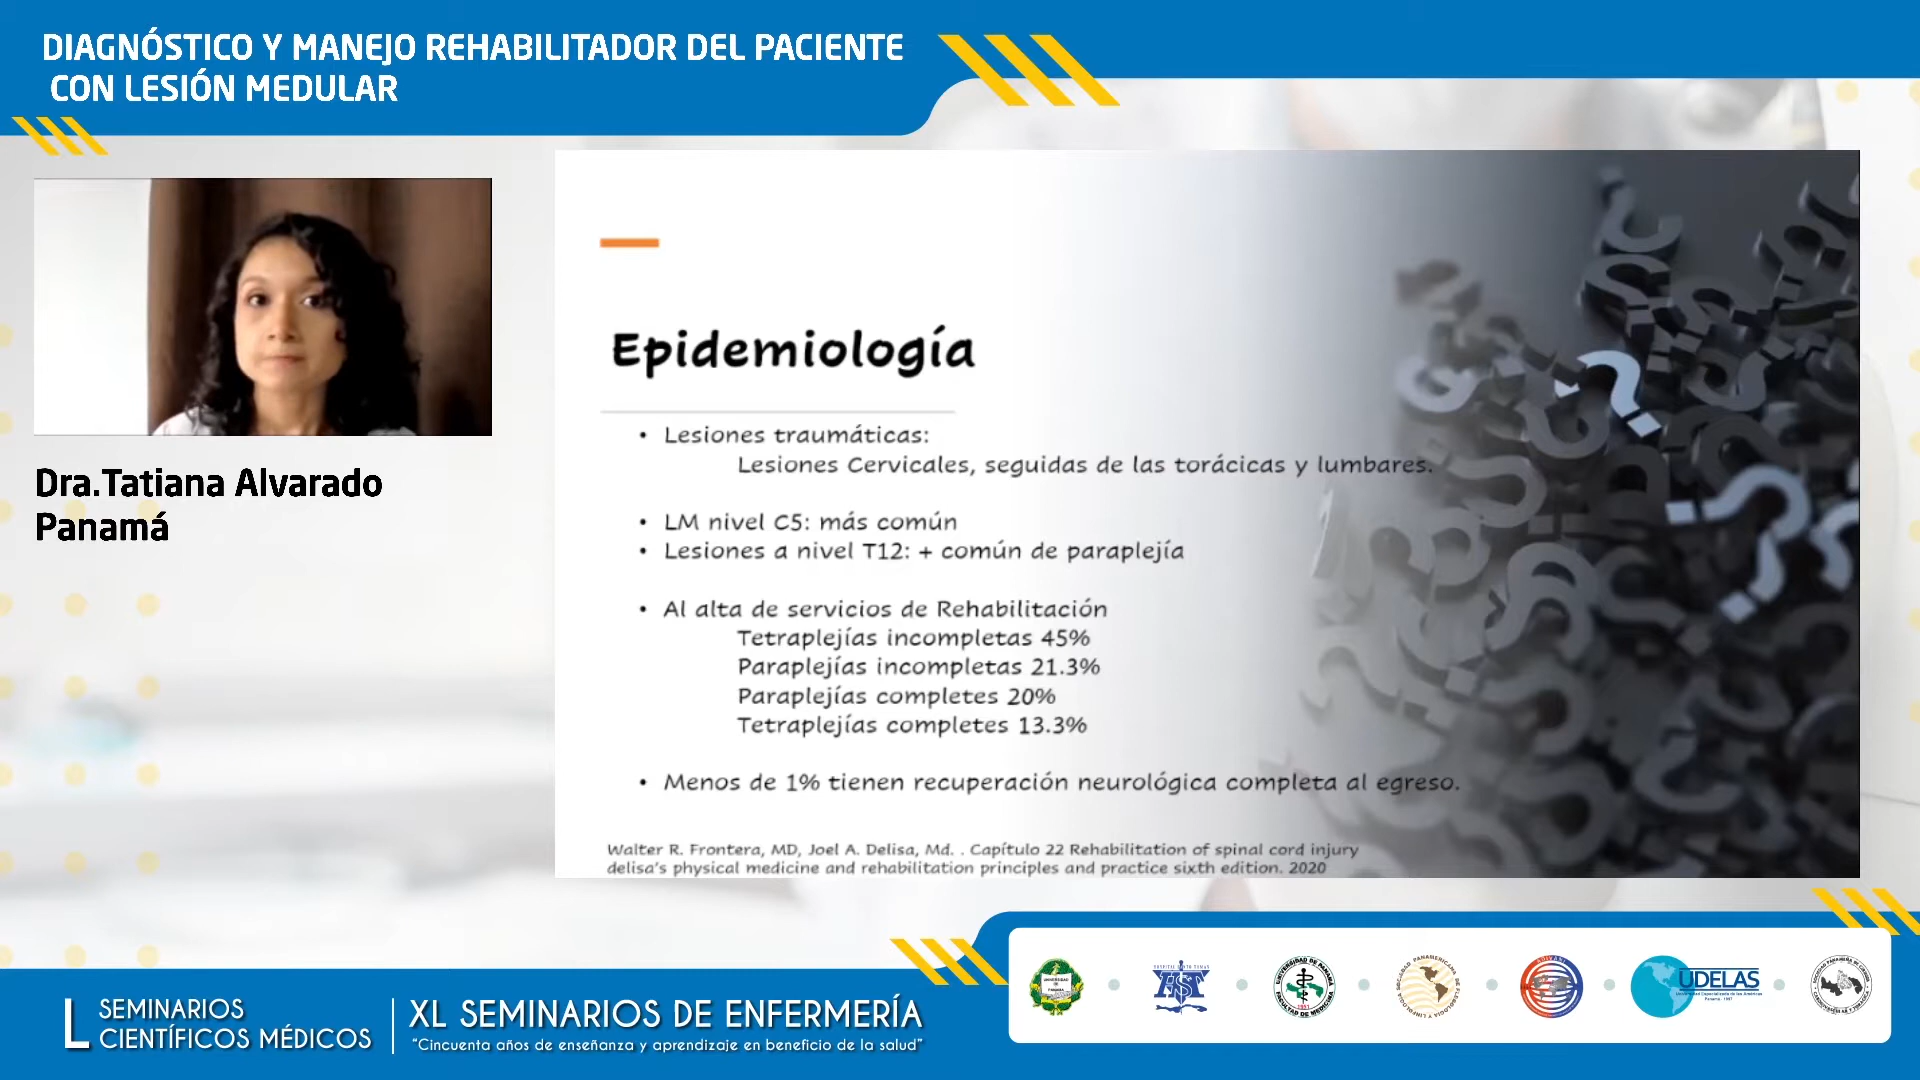 DIAGNÓSTICO Y MANEJO REHABILITADOR DEL PACIENTE
CON LESIÓN MEDULAR
Dra.Tatiana Alvarado
Panamá
Epidemiología
• Lesiones traumáticas:
Lesiones Cervicales, seguidas de las torácicas y lumbares.
• LM nivel C5: más común
• Lesiones a nivel T12: + común de paraplejía
• Al alta de servicios de Rehabilitación
Tetraplejías incompletas 45%
Paraplejías incompletas 21.3%
Paraplejías completes 20%
Tetraplejías completes 13.3%
• Menos de 1% tienen recuperación neurológica completa al egreso.
Walter R. Frontera, MD, Joel A. Delisa, Md. . Capítulo 22 Rehabilitation of spinal cord injury
delisa's physical medicine and rehabilitation principles and practice sixth edition. 2020
L SEMINARIOS
CIENTÍFICOS MÉDICOS
XL SEMINARIOS DE ENFERMERÍA
“Cincuenta años de enseñanza y aprendizaje en beneficio de la salud”
HST
UDELAS